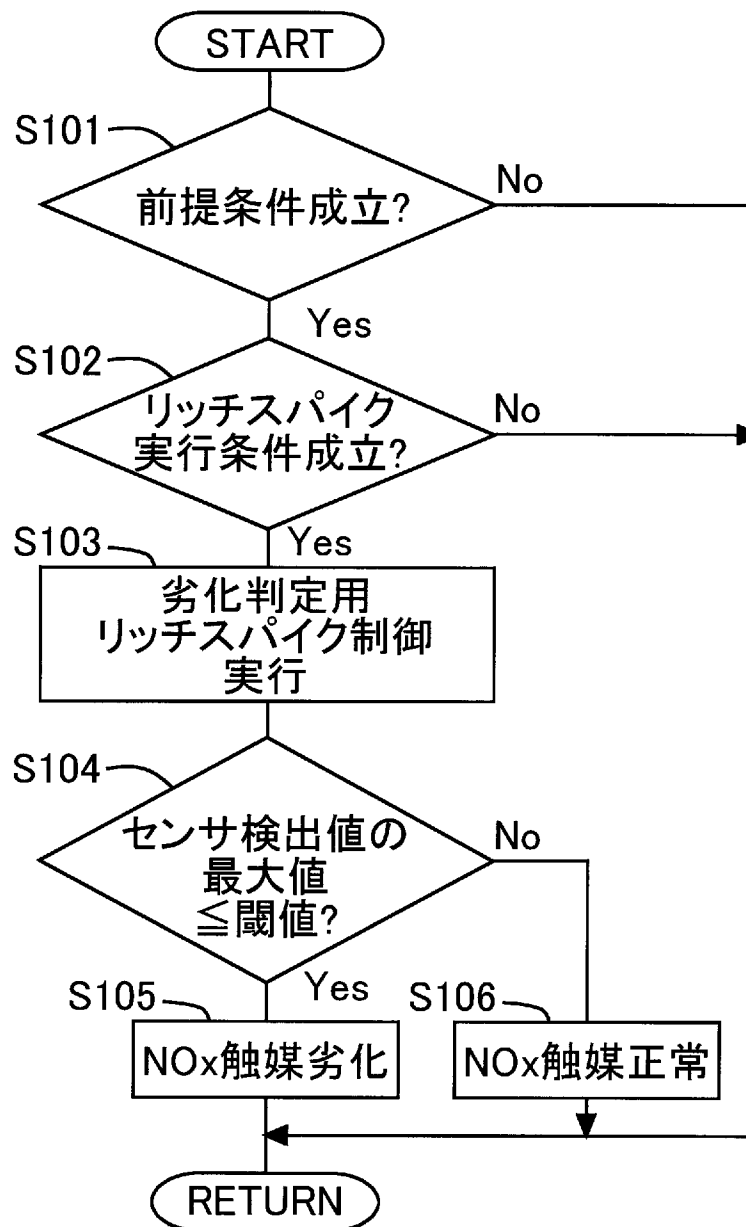 START
S101
前提条件成立?
No
Yes
S102
リッチスパイク
実行条件成立?
No
Yes
S103
劣化判定用
リッチスパイク制御
実行
S104
センサ検出値の
最大値
≦閾値?
No
Yes
S105
NOx触媒劣化
S106
NOx触媒正常
RETURN